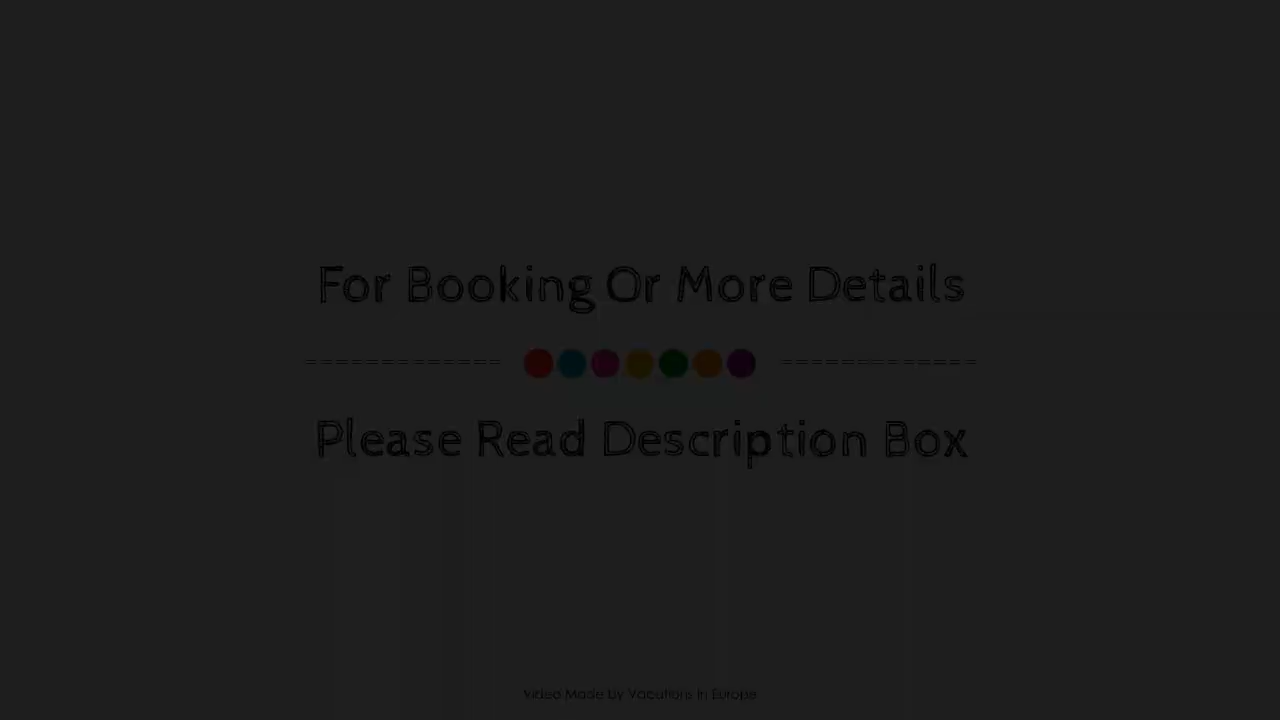 For Booking Or More Details
Please Read Description Box
Video Made by Vacations In Europe